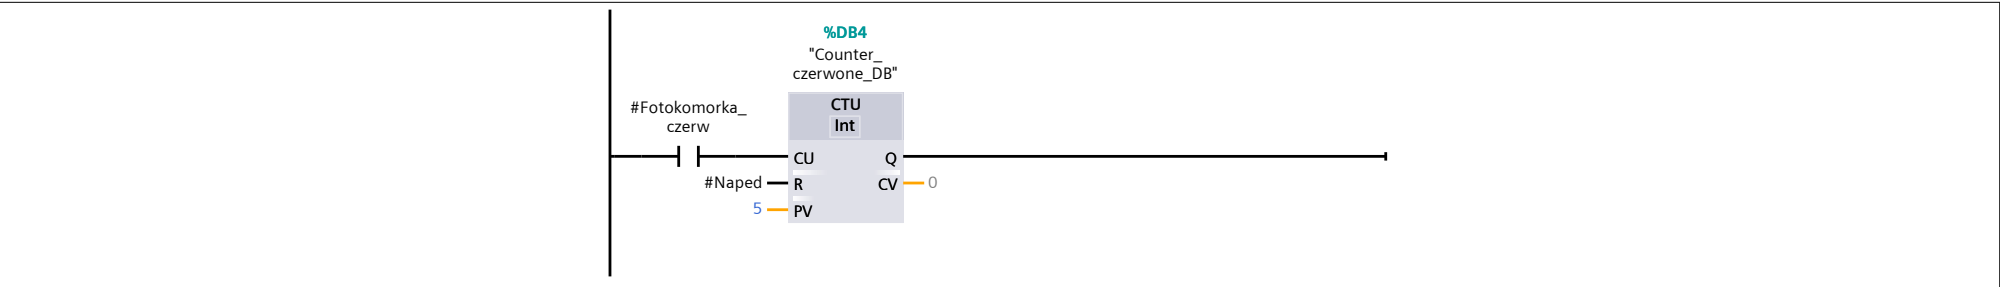 %DB4
"Counter_
czerwone_DB"
#Fotokomorka_
czerw
CTU
Int
CU
Q
#Naped
R
CV
0
5
PV